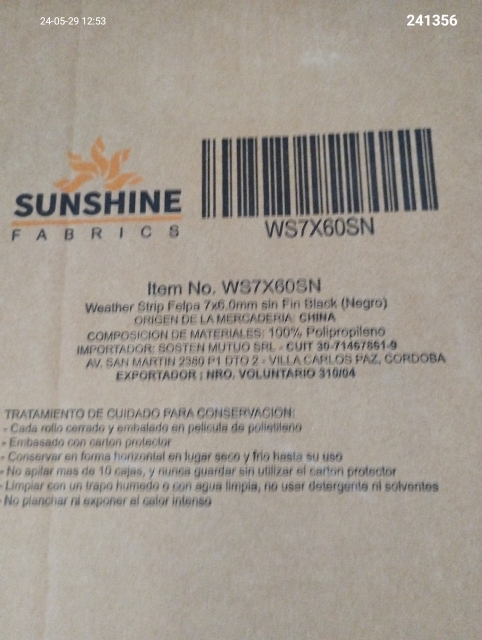 24-05-29 12:53
241356
SUNSHINE
FABRICS
WS7X60SN
Item No. WS7X60SN
Weather Strip Felpa 7x6.0mm sin Fin Black (Negro)
ORIGEN DE LA MERCADERIA: CHINA
COMPOSICION DE MATERIALES: 100% Polipropileno
IMPORTADOR: SOSTEN MUTUO SRL - CUIT 30-71467861-9
AV. SAN MARTIN 2380 P1 DTO 2 - VILLA CARLOS PAZ, CORDOBA
EXPORTADOR : NRO. VOLUNTARIO 310/04
TRATAMIENTO DE CUIDADO PARA CONSERVACION:
- Cada rollo cerrado y embalado en pelicula de polietileno
- Embasado con carton protector
- Conservar en forma horizontal en lugar seco y frio hasta su uso
- No apilar mas de 10 cajas, y nunca guardar sin utilizar el carton protector
- Limpiar con un trapo humedo o con agua limpia, no usar detergente ni solventes
- No planchar ni exponer al calor intenso